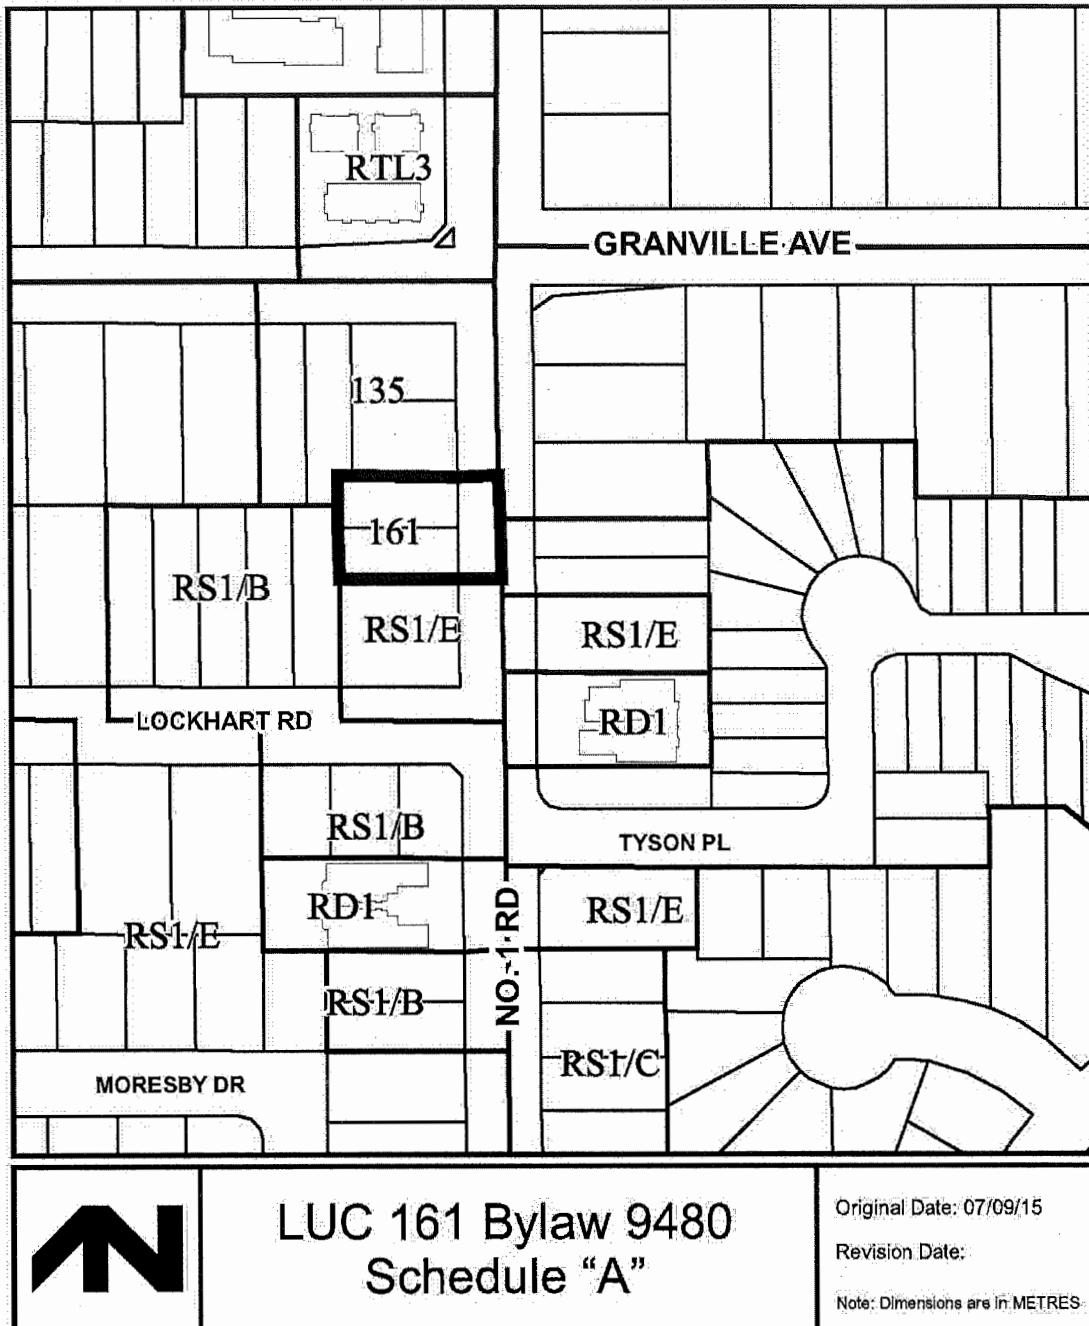 RTL3
GRANVILLE AVE
135
161
RS1/B
RS1/E
RS1/E
RD1
LOCKHART RD
RS1/B
TYSON PL
RD1
RS1/E
NO. 1 RD
RS1/E
RS1/B
RS1/C
MORESBY DR
LUC 161 Bylaw 9480
Schedule “A”
Original Date: 07/09/15
Revision Date:
Note: Dimensions are in METRES